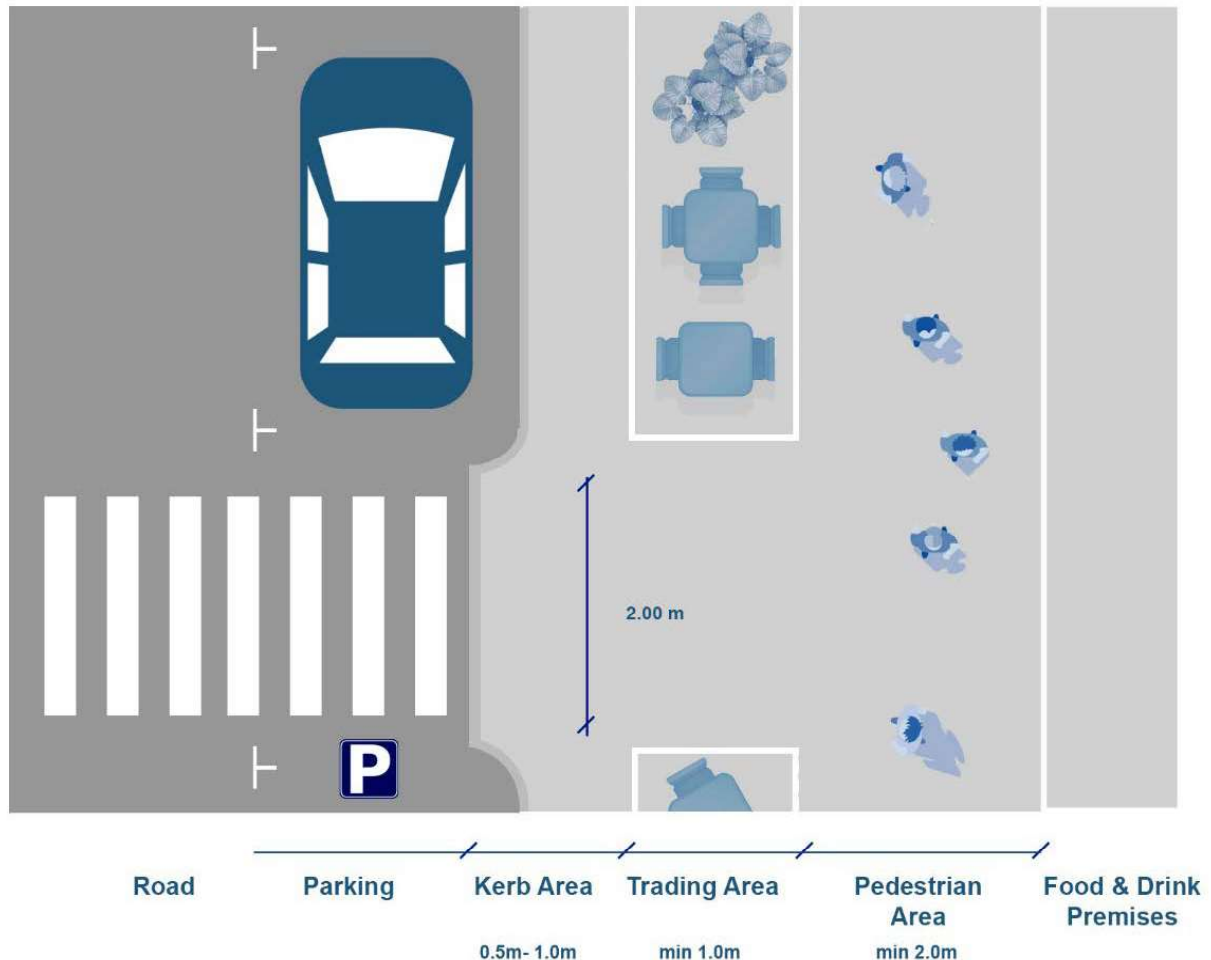 2.00 m
P
Road
Parking
Kerb Area
Trading Area
Pedestrian
Area
Food & Drink
Premises
0.5m- 1.0m
min 1.0m
min 2.0m